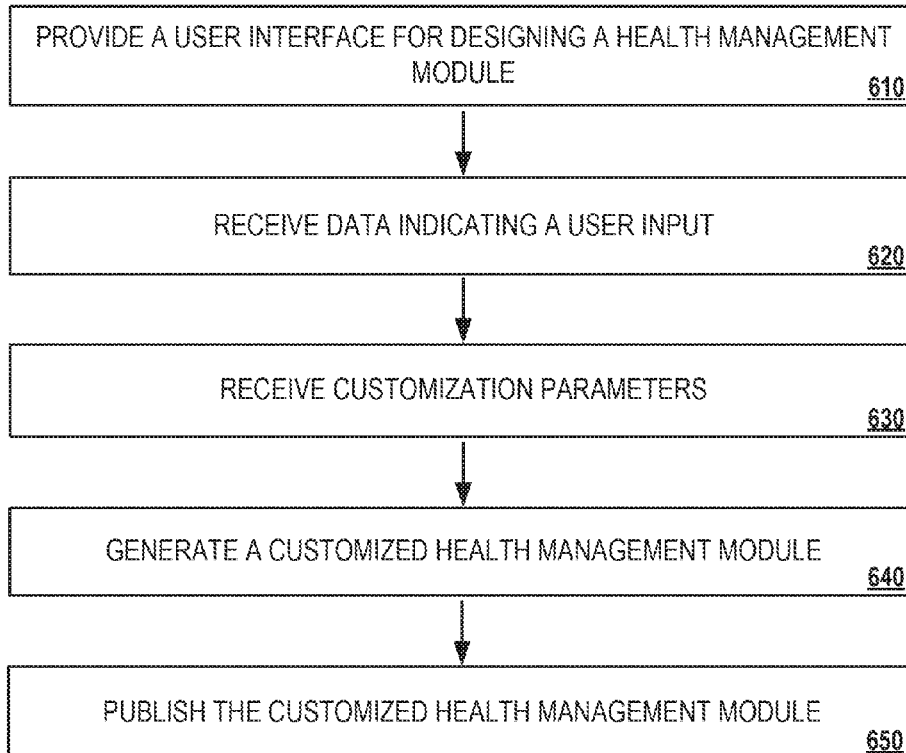 PROVIDE A USER INTERFACE FOR DESIGNING A HEALTH MANAGEMENT
MODULE
610
RECEIVE DATA INDICATING A USER INPUT
620
RECEIVE CUSTOMIZATION PARAMETERS
630
GENERATE A CUSTOMIZED HEALTH MANAGEMENT MODULE
640
PUBLISH THE CUSTOMIZED HEALTH MANAGEMENT MODULE
650